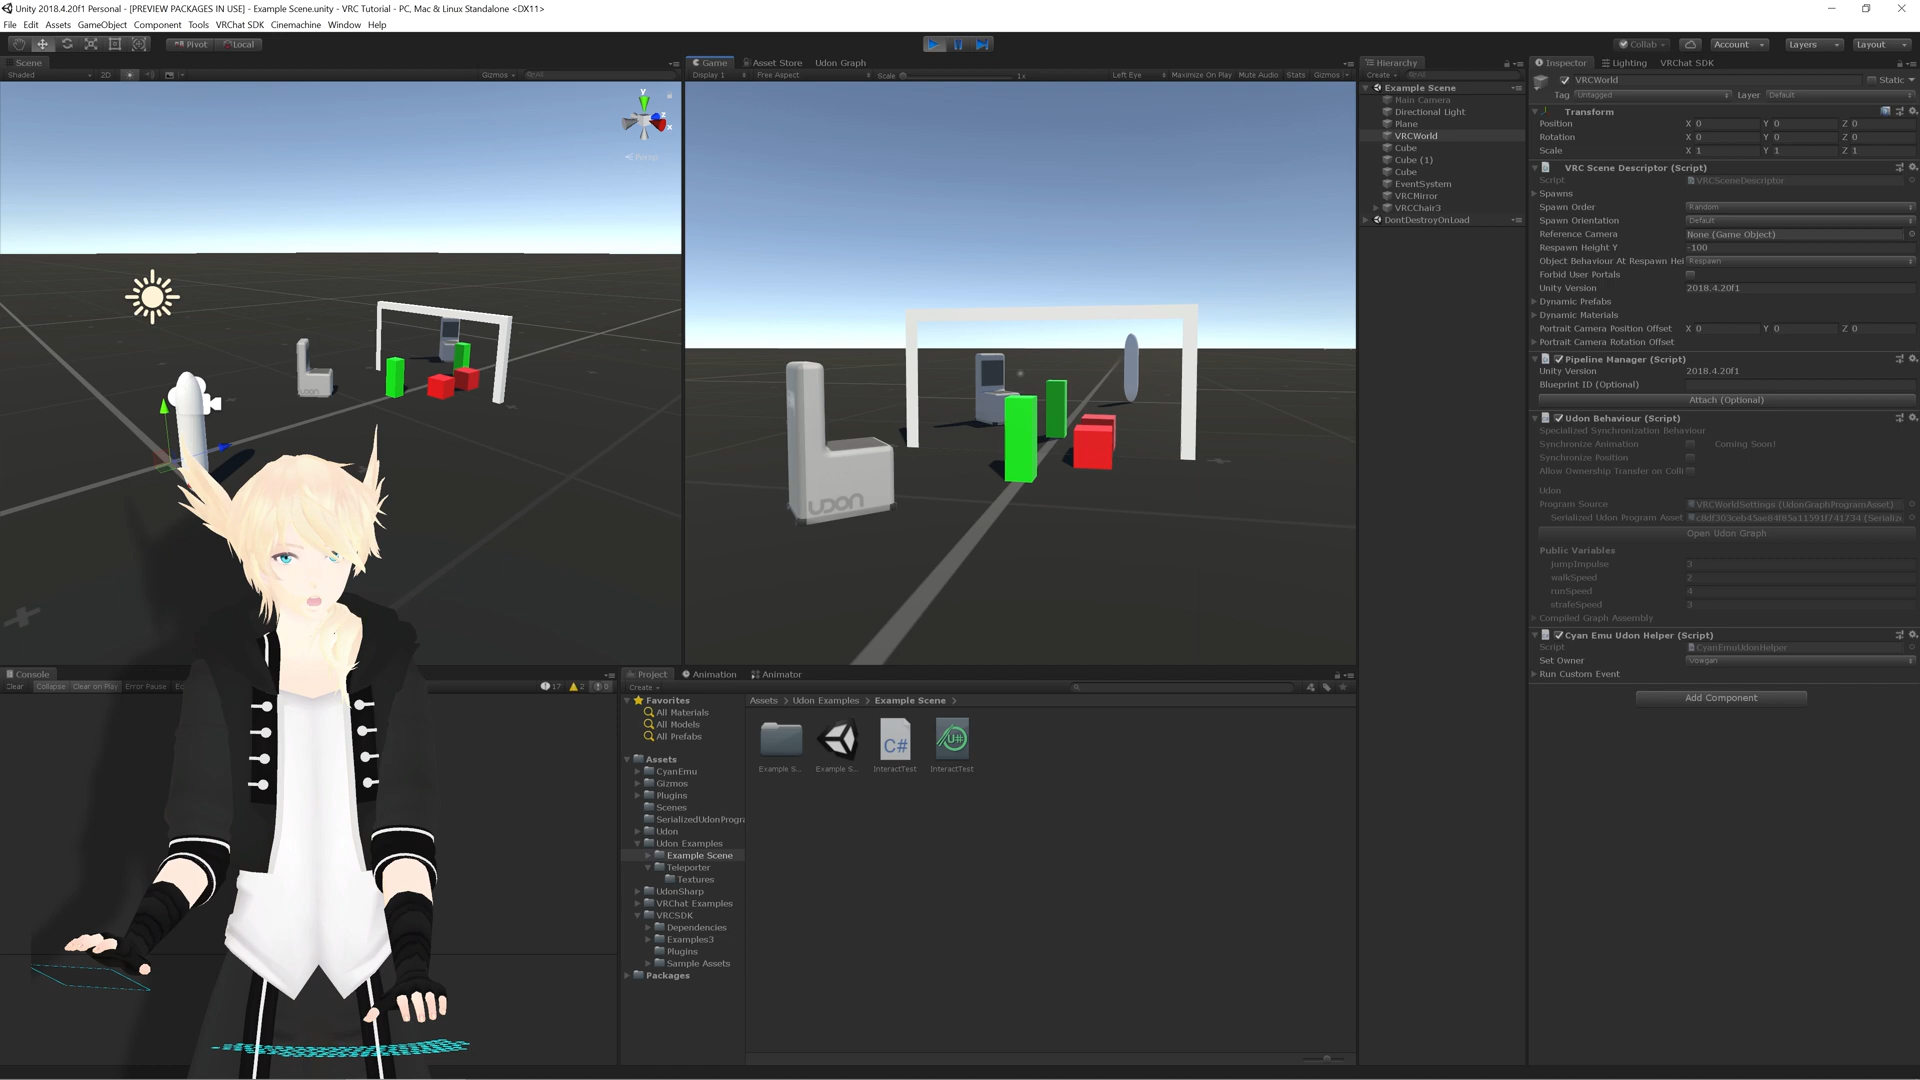 Unity 2018.4.20f1 Personal - [PREVIEW PACKAGES IN USE] - Example Scene.unity - VRC Tutorial - PC, Mac & Linux Standalone <DX11>
File Edit Assets GameObject Component Tools VRChat SDK Cinemachine Window Help
Pivot Local Collab Account Layers Layout
Scene
Shaded 2D Gizmos
y
x
z
Persp
Game Asset Store Udon Graph
Display 1 Free Aspect Scale 1x Left Eye Maximize On Play Mute Audio Stats Gizmos
udon
udon
Hierarchy
Create
Example Scene
Main Camera
Directional Light
Plane
VRCWorld
Cube
Cube (1)
Cube
EventSystem
VRCMirror
VRCChair3
DontDestroyOnLoad
Inspector Lighting VRChat SDK
VRCWorld Static
Tag Untagged Layer Default
Transform
Position X 0 Y 0 Z 0
Rotation X 0 Y 0 Z 0
Scale X 1 Y 1 Z 1
VRC Scene Descriptor (Script)
Script VRCSceneDescriptor
Spawns
Spawn Order Random
Spawn Orientation Default
Reference Camera None (Game Object)
Respawn Height Y -100
Object Behaviour At Respawn Hei Respawn
Forbid User Portals
Unity Version 2018.4.20f1
Dynamic Prefabs
Dynamic Materials
Portrait Camera Position Offset X 0 Y 0 Z 0
Portrait Camera Rotation Offset
Pipeline Manager (Script)
Unity Version 2018.4.20f1
Blueprint ID (Optional)
Attach (Optional)
Udon Behaviour (Script)
Specialized Synchronization Behaviour
Synchronize Animation Coming Soon!
Synchronize Position
Allow Ownership Transfer on Colli
Udon
Program Source VRCWorldSettings (UdonGraphProgramAsset)
Serialized Udon Program Asset c8df303ceb45ae84f85a11591f741734 (Serialize
Open Udon Graph
Public Variables
jumpImpulse 3
walkSpeed 2
runSpeed 4
strafeSpeed 3
Compiled Graph Assembly
Cyan Emu Udon Helper (Script)
Script CyanEmuUdonHelper
Set Owner Vowgan
Run Custom Event
Add Component
Console
Clear Collapse Clear on Play Error Pause 17 2 0
Project Animation Animator
Create
Favorites
All Materials
All Models
All Prefabs
Assets
CyanEmu
Gizmos
Plugins
Scenes
SerializedUdonProgra
Udon
Udon Examples
Example Scene
Teleporter
Textures
UdonSharp
VRChat Examples
VRCSDK
Dependencies
Examples3
Plugins
Sample Assets
Packages
Assets > Udon Examples > Example Scene >
C# U#
Example S... Example S... InteractTest InteractTest